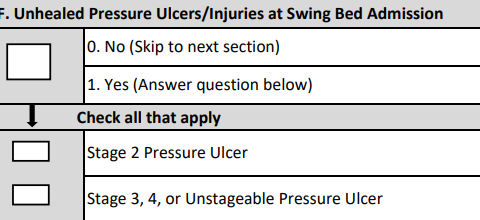 F. Unhealed Pressure Ulcers/Injuries at Swing Bed Admission
0. No (Skip to next section)
1. Yes (Answer question below)
Check all that apply
Stage 2 Pressure Ulcer
Stage 3, 4, or Unstageable Pressure Ulcer